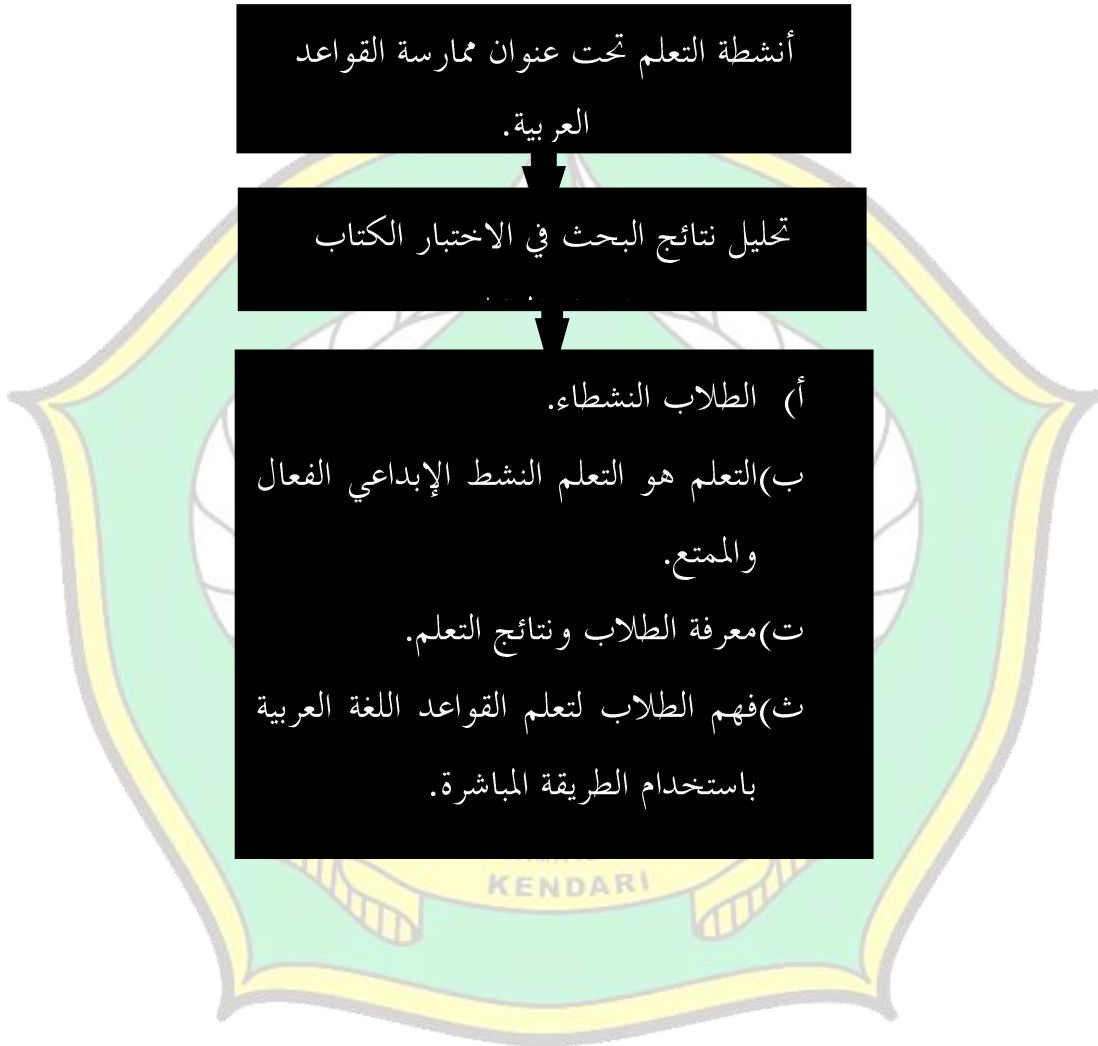 أنشطة التعلم تحت عنوان ممارسة القواعد
العربية.
تحليل نتائج البحث في الاختبار الكتاب
أ) الطلاب النشطاء.
ب)التعلم هو التعلم النشط الإبداعي الفعال
والممتع.
ت)معرفة الطلاب ونتائج التعلم.
ث)فهم الطلاب لتعلم القواعد اللغة العربية
باستخدام الطريقة المباشرة.
KENDARI